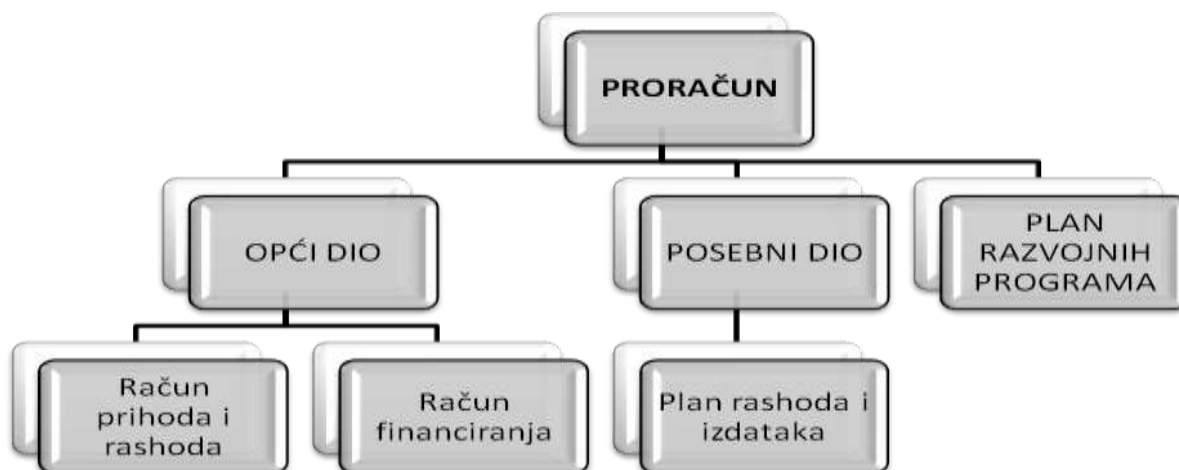 PRORAČUN
OPĆI DIO
POSEBNI DIO
PLAN
RAZVOJNIH
PROGRAMA
Račun
prihoda i
rashoda
Račun
financiranja
Plan rashoda i
izdataka